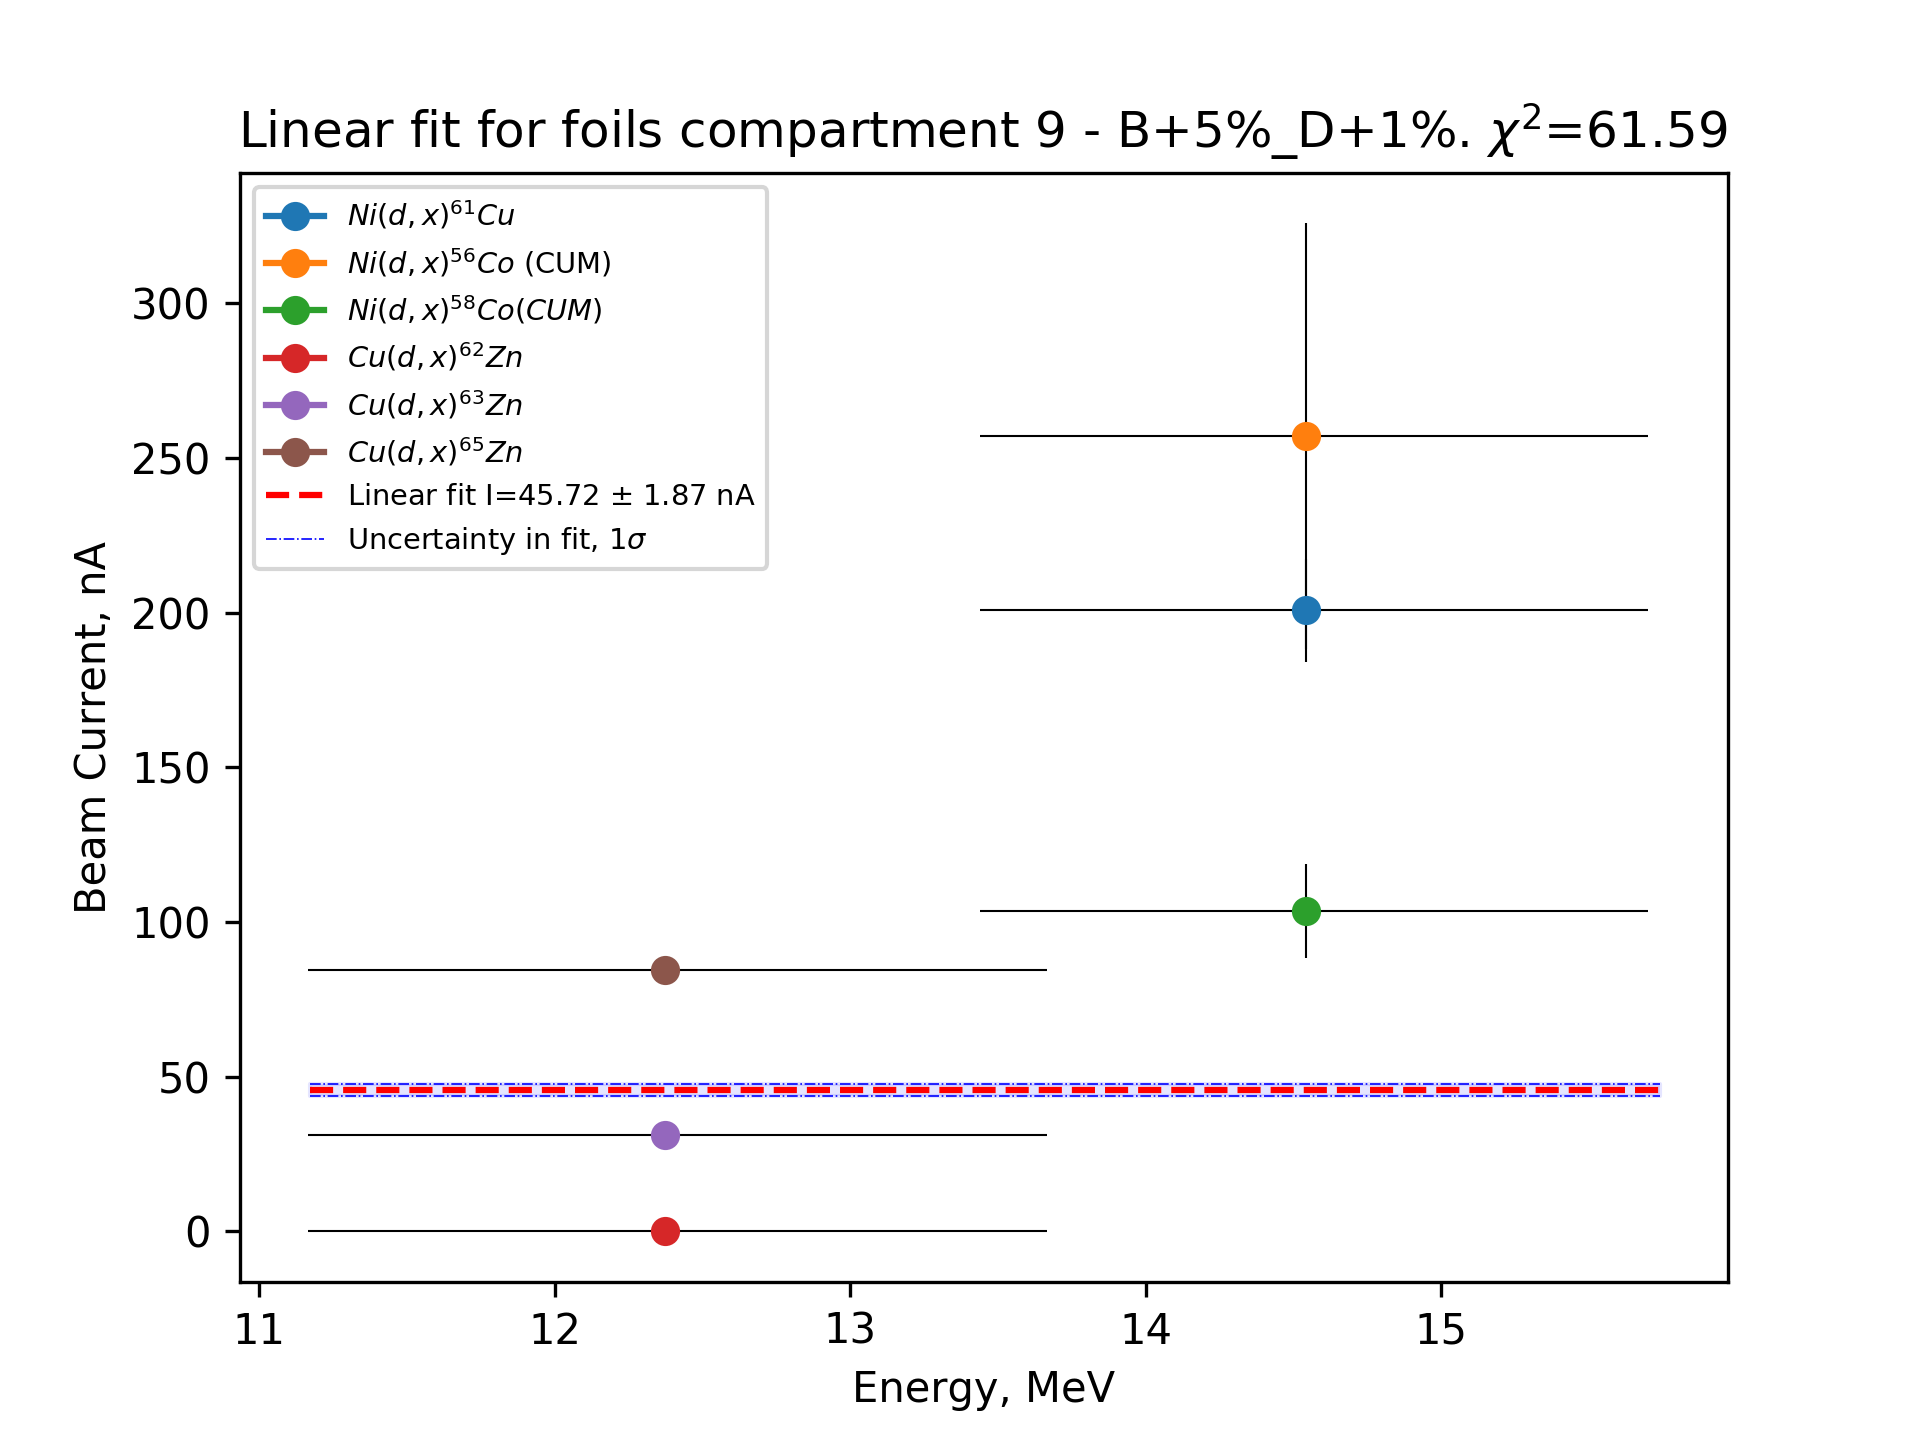 Linear fit for foils compartment 9 - B+5%_D+1%. χ²=61.59
Ni(d, x)⁶¹Cu
Ni(d, x)⁵⁶Co (CUM)
Ni(d, x)⁵⁸Co(CUM)
Cu(d, x)⁶²Zn
Cu(d, x)⁶³Zn
Cu(d, x)⁶⁵Zn
Linear fit I=45.72 ± 1.87 nA
Uncertainty in fit, 1σ
Beam Current, nA
300
250
200
150
100
50
0
11 12 13 14 15
Energy, MeV